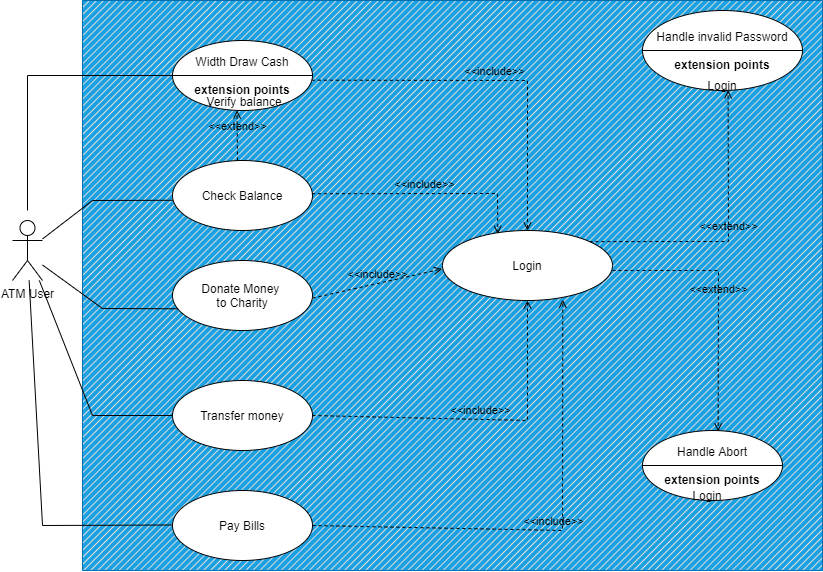 Handle invalid Password
extension points
Login
Width Draw Cash
extension points
Verify balance
<<include>>
<<extend>>
Check Balance
<<include>>
<<extend>>
Login
Donate Money
to Charity
<<include>>
<<extend>>
ATM User
Transfer money
<<include>>
Handle Abort
extension points
Login
Pay Bills
<<include>>